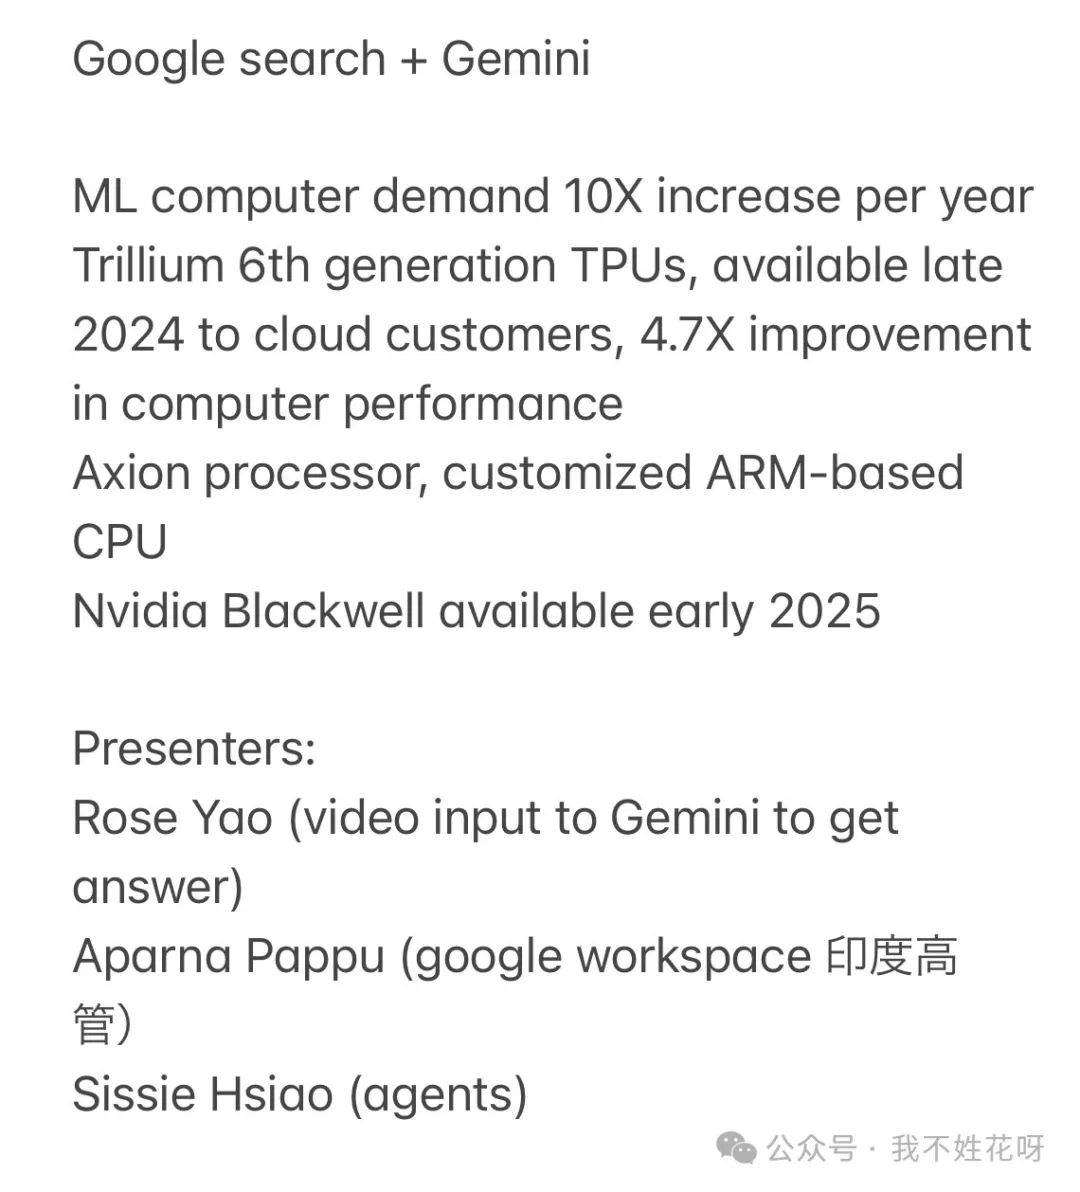 Google search + Gemini
ML computer demand 10X increase per year
Trillium 6th generation TPUs, available late
2024 to cloud customers, 4.7X improvement
in computer performance
Axion processor, customized ARM-based
CPU
Nvidia Blackwell available early 2025
Presenters:
Rose Yao (video input to Gemini to get
answer)
Aparna Pappu (google workspace 印度高
管)
Sissie Hsiao (agents)
公众号 · 我不姓花呀